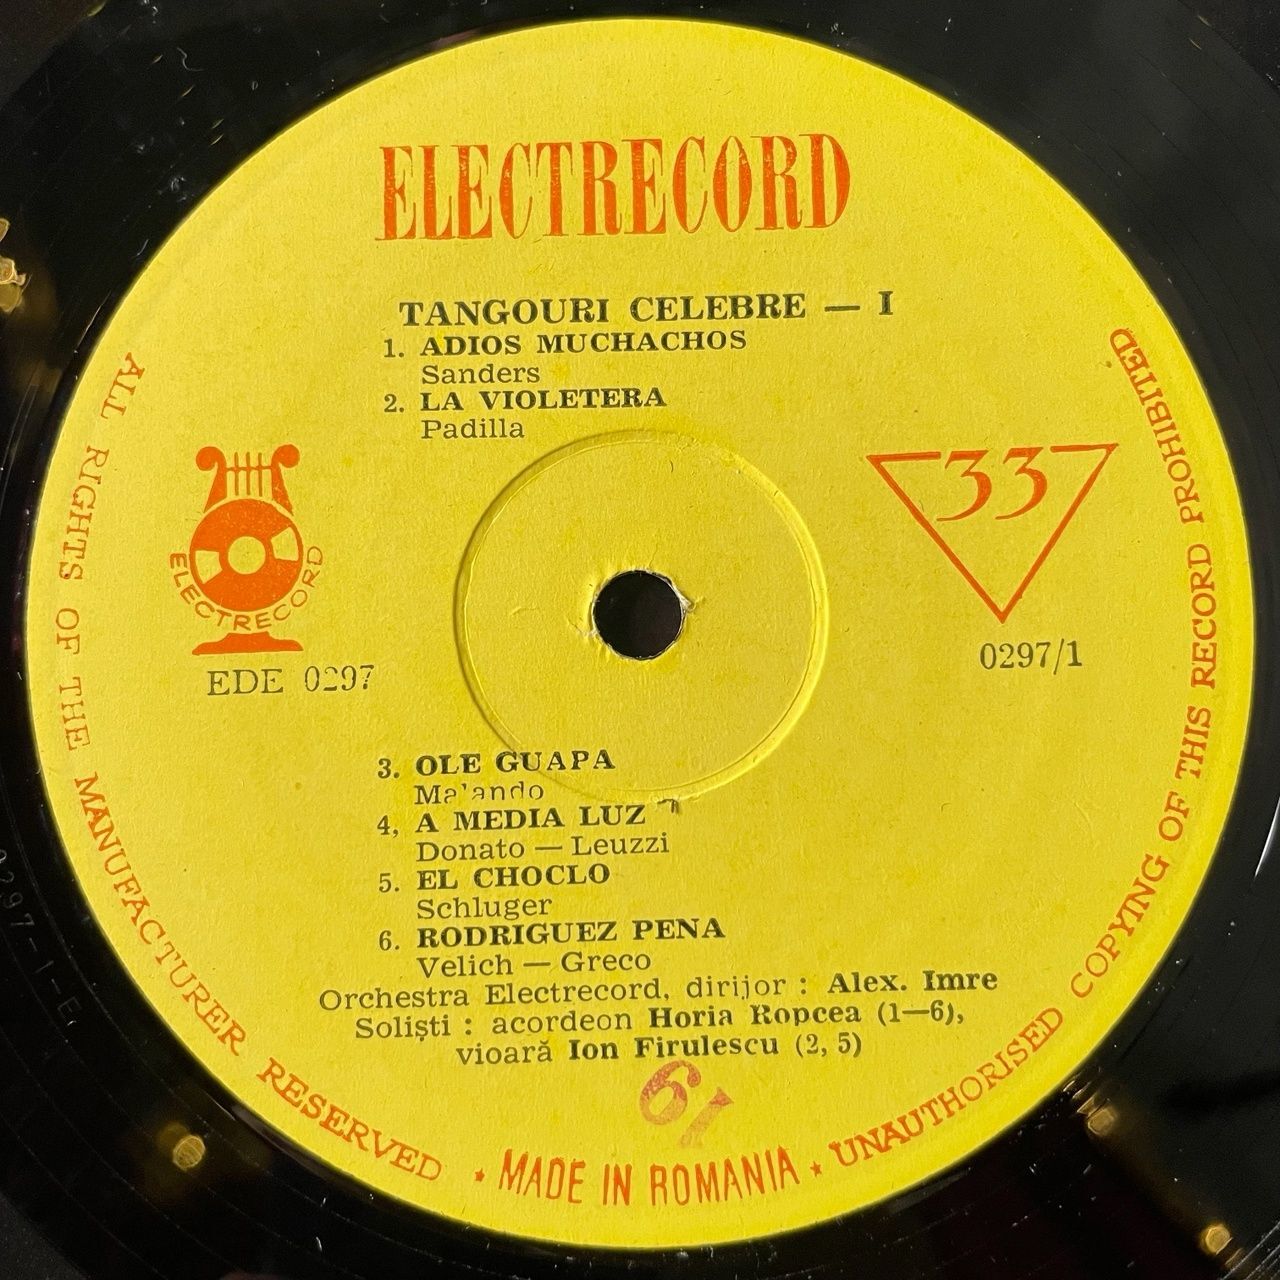 ELECTRECORD
TANGOURI CELEBRE — I
1. ADIOS MUCHACHOS
Sanders
2. LA VIOLETERA
Padilla
33
ELECTRECORD
EDE 0297
0297/1
3. OLE GUAPA
Malando
4, A MEDIA LUZ
Donato — Leuzzi
5. EL CHOCLO
Schluger
6. RODRIGUEZ PENA
Velich — Greco
Orchestra Electrecord, dirijor : Alex. Imre
Soliști : acordeon Horia Ropcea (1—6),
vioară Ion Firulescu (2, 5)
61
ALL RIGHTS OF THE MANUFACTURER RESERVED ★ MADE IN ROMANIA ★ UNAUTHORISED COPYING OF THIS RECORD PROHIBITED
0297-1-E